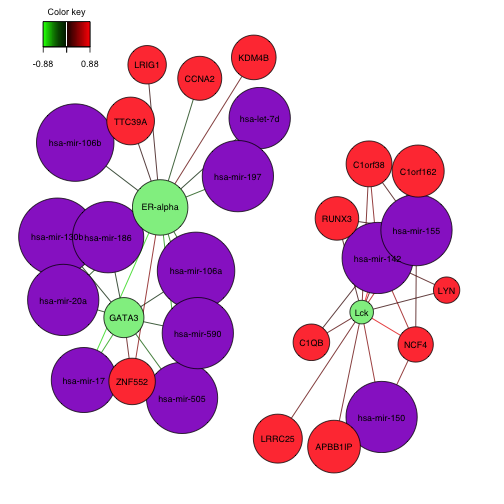 Color key
-0.88 0.88
LRIG1
CCNA2
KDM4B
TTC39A
hsa-let-7d
hsa-mir-106b
hsa-mir-197
ER-alpha
C1orf38
C1orf162
RUNX3
hsa-mir-155
hsa-mir-130b
hsa-mir-186
hsa-mir-142
hsa-mir-106a
LYN
hsa-mir-20a
GATA3
Lck
hsa-mir-590
C1QB
NCF4
hsa-mir-17
ZNF552
hsa-mir-505
hsa-mir-150
LRRC25
APBB1IP